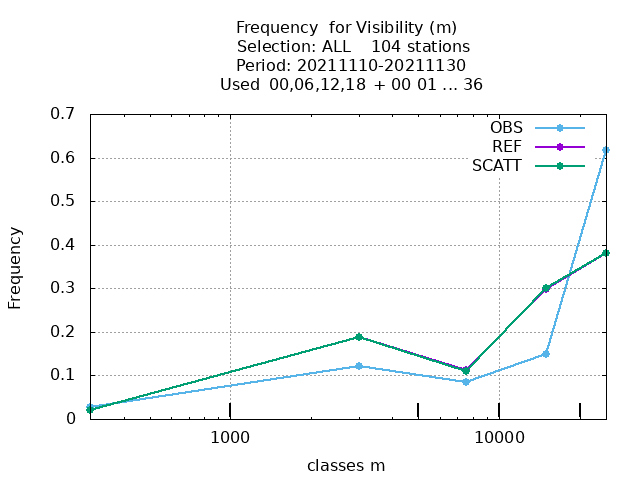 Frequency  for Visibility (m)
Selection: ALL    104 stations
Period: 20211110-20211130
Used  00,06,12,18  + 00 01 ... 36
0.7
0.6
0.5
0.4
0.3
0.2
0.1
0
Frequency
OBS
REF
SCATT
1000
10000
classes m